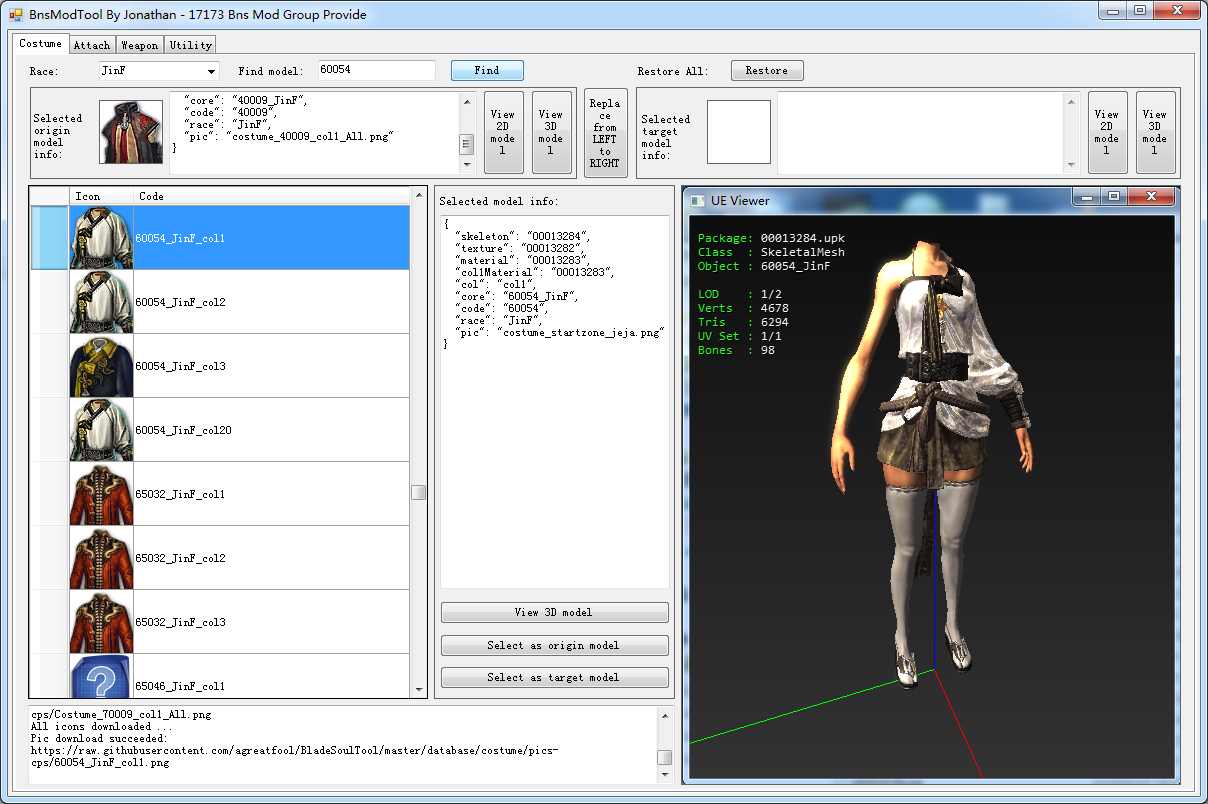 BnsModTool By Jonathan - 17173 Bns Mod Group Provide
Costume Attach Weapon Utility
Race: JinF Find model: 60054 Find Restore All: Restore
Selected
origin
model
info:
"core": "40009_JinF",
"code": "40009",
"race": "JinF",
"pic": "costume_40009_col1_All.png"
}
View
2D
mode
l
View
3D
mode
l
Repla
ce
from
LEFT
to
RIGHT
Selected
target
model
info:
View
2D
mode
l
View
3D
mode
l
Icon Code
60054_JinF_col1
60054_JinF_col2
60054_JinF_col3
60054_JinF_col20
65032_JinF_col1
65032_JinF_col2
65032_JinF_col3
?
65046_JinF_col1
Selected model info:
{
"skeleton": "00013284",
"texture": "00013282",
"material": "00013283",
"col1Material": "00013283",
"col": "col1",
"core": "60054_JinF",
"code": "60054",
"race": "JinF",
"pic": "costume_startzone_jeja.png"
}
View 3D model
Select as origin model
Select as target model
UE Viewer
Package: 00013284.upk
Class : SkeletalMesh
Object : 60054_JinF
LOD : 1/2
Verts : 4678
Tris : 6294
UV Set : 1/1
Bones : 98
cps/Costume_70009_col1_All.png
All icons downloaded ...
Pic download succeeded:
https://raw.githubusercontent.com/agreatfool/BladeSoulTool/master/database/costume/pics-
cps/60054_JinF_col1.png